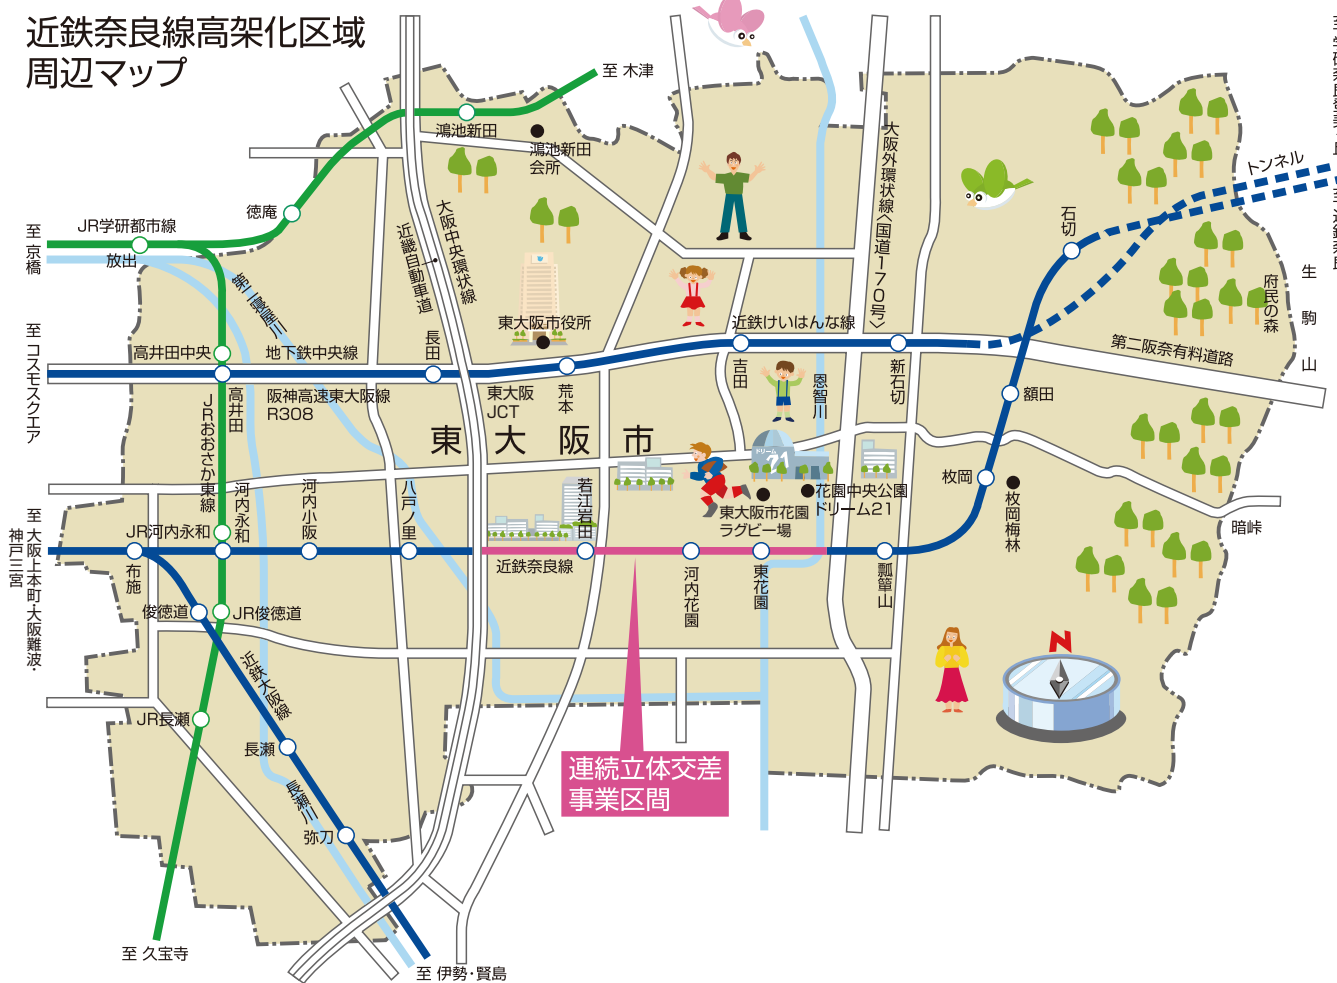 近鉄奈良線高架化区域
周辺マップ
至 木津
鴻池新田
鴻池新田
会所
徳庵
JR学研都市線
放出
至 京橋
第二寝屋川
近畿自動車道
大阪中央環状線
大阪外環状線〈国道170号〉
トンネル
石切
生駒山
府民の森
東大阪市役所
近鉄けいはんな線
長田
高井田中央
地下鉄中央線
至 コスモスクエア
高井田
阪神高速東大阪線
R308
東大阪
JCT
荒本
吉田
恩智川
新石切
第二阪奈有料道路
額田
JRおおさか東線
東大阪市
ドリーム
21
枚岡
枚岡梅林
花園中央公園
ドリーム21
東大阪市花園
ラグビー場
暗峠
河内永和
河内小阪
八戸ノ里
若江岩田
JR河内永和
至 大阪上本町・大阪難波・
神戸三宮
布施
近鉄奈良線
河内花園
東花園
瓢箪山
俊徳道
JR俊徳道
近鉄大阪線
N
JR長瀬
長瀬
長瀬川
弥刀
連続立体交差
事業区間
至 久宝寺
至 伊勢・賢島